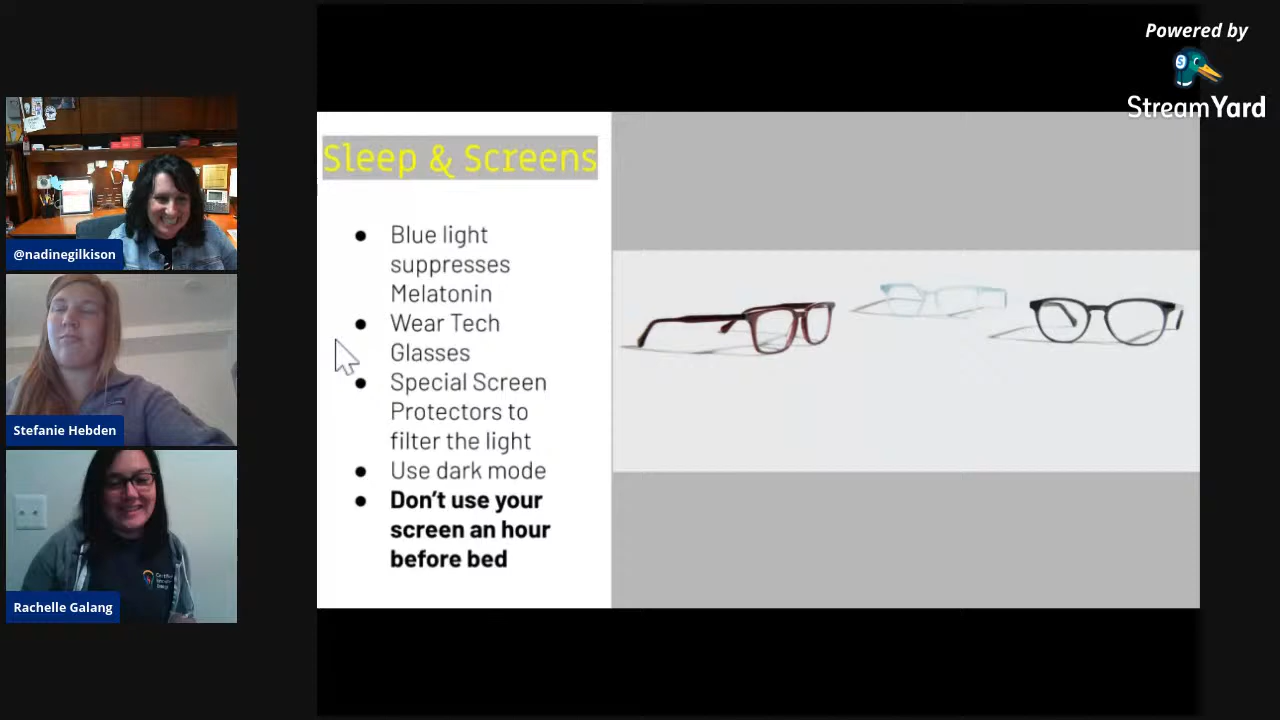 Powered by
StreamYard
Sleep & Screens
● Blue light
suppresses
Melatonin
● Wear Tech
Glasses
● Special Screen
Protectors to
filter the light
● Use dark mode
● Don't use your
screen an hour
before bed
@nadinegilkison
Stefanie Hebden
Rachelle Galang